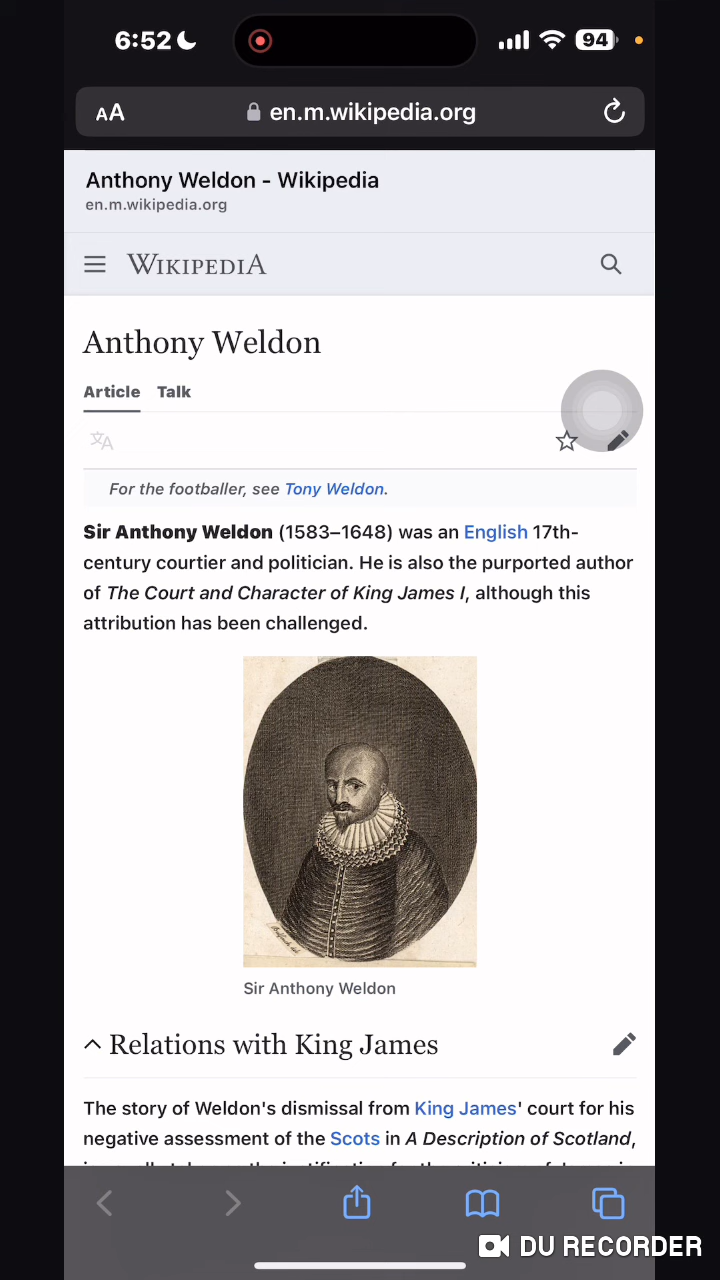 6:52
94
AA en.m.wikipedia.org
Anthony Weldon - Wikipedia
en.m.wikipedia.org
WIKIPEDIA
Anthony Weldon
Article Talk
For the footballer, see Tony Weldon.
Sir Anthony Weldon (1583–1648) was an English 17th-
century courtier and politician. He is also the purported author
of The Court and Character of King James I, although this
attribution has been challenged.
Sir Anthony Weldon
Relations with King James
The story of Weldon's dismissal from King James' court for his
negative assessment of the Scots in A Description of Scotland,
DU RECORDER